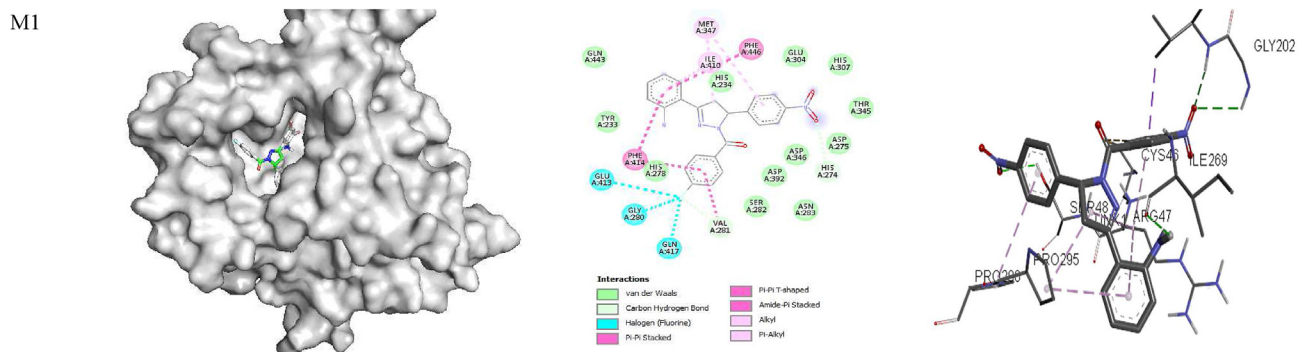 M1
MET
A:347
PHE
A:446
GLN
A:443
ILE
A:410
HIS
A:234
GLU
A:304
HIS
A:307
TYR
A:233
THR
A:345
PHE
A:414
HIS
A:278
ASP
A:346
ASP
A:275
HIS
A:274
GLU
A:413
ASP
A:392
GLY
A:280
SER
A:282
ASN
A:283
VAL
A:281
GLN
A:417
Interactions
van der Waals
Carbon Hydrogen Bond
Halogen (Fluorine)
Pi-Pi Stacked
Pi-Pi T-shaped
Amide-Pi Stacked
Alkyl
Pi-Alkyl
GLY202
CYS46
ILE269
ARG47
PRO295